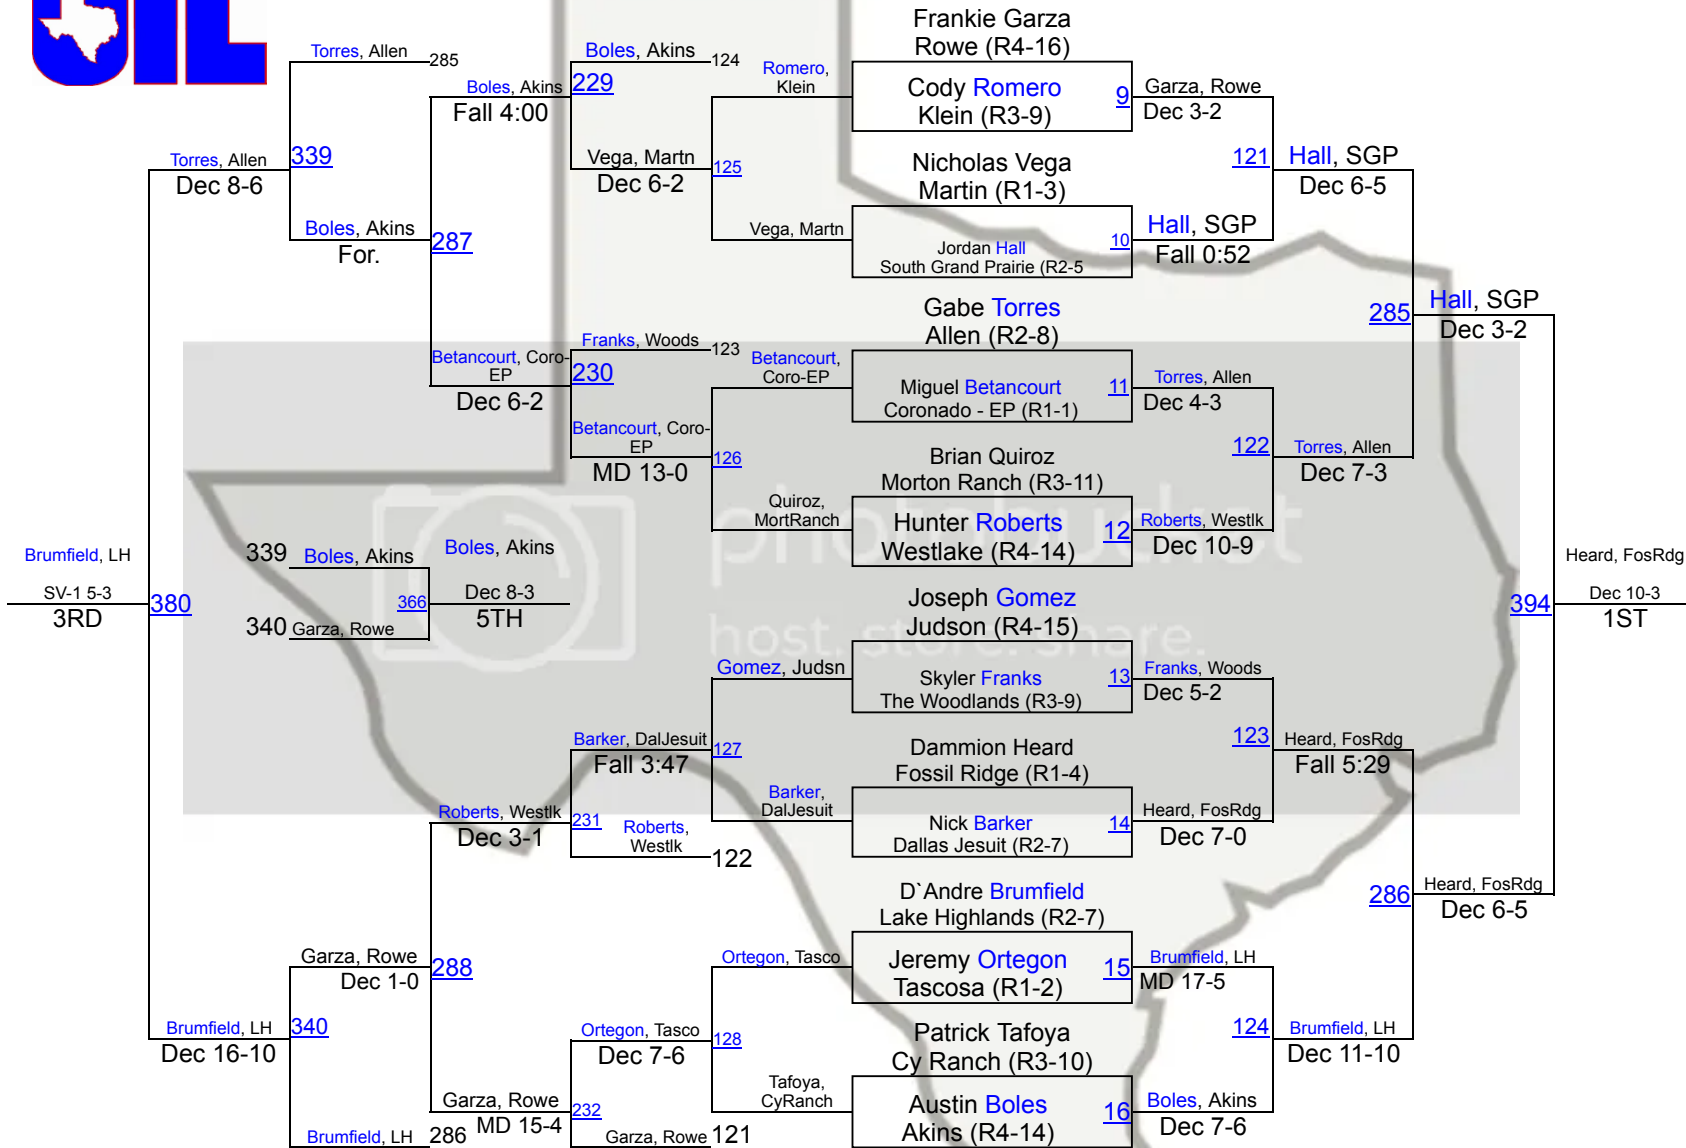 UIL
Frankie Garza
Rowe (R4-16)
Cody Romero
Klein (R3-9)
9
Garza, Rowe
Dec 3-2
Nicholas Vega
Martin (R1-3)
Jordan Hall
South Grand Prairie (R2-5
10
Hall, SGP
Fall 0:52
121
Hall, SGP
Dec 6-5
Gabe Torres
Allen (R2-8)
Miguel Betancourt
Coronado - EP (R1-1)
11
Torres, Allen
Dec 4-3
Brian Quiroz
Morton Ranch (R3-11)
Hunter Roberts
Westlake (R4-14)
12
Roberts, Westlk
Dec 10-9
122
Torres, Allen
Dec 7-3
285
Hall, SGP
Dec 3-2
Joseph Gomez
Judson (R4-15)
Skyler Franks
The Woodlands (R3-9)
13
Franks, Woods
Dec 5-2
Dammion Heard
Fossil Ridge (R1-4)
Nick Barker
Dallas Jesuit (R2-7)
14
Heard, FosRdg
Dec 7-0
123
Heard, FosRdg
Fall 5:29
D`Andre Brumfield
Lake Highlands (R2-7)
Jeremy Ortegon
Tascosa (R1-2)
15
Brumfield, LH
MD 17-5
Patrick Tafoya
Cy Ranch (R3-10)
Austin Boles
Akins (R4-14)
16
Boles, Akins
Dec 7-6
124
Brumfield, LH
Dec 11-10
286
Heard, FosRdg
Dec 6-5
394
Heard, FosRdg
Dec 10-3
1ST
Romero,
Klein
Vega, Martn
125
Boles, Akins
124
Vega, Martn
Dec 6-2
229
Boles, Akins
Fall 4:00
Betancourt,
Coro-EP
Quiroz,
MortRanch
126
Franks, Woods
123
Betancourt, Coro-
EP
MD 13-0
230
Betancourt, Coro-
EP
Dec 6-2
287
Torres, Allen
285
Boles, Akins
For.
339
Torres, Allen
Dec 8-6
339
Boles, Akins
340
Garza, Rowe
366
Boles, Akins
Dec 8-3
5TH
Brumfield, LH
SV-1 5-3
3RD
380
Gomez, Judsn
Barker,
DalJesuit
127
Barker, DalJesuit
Fall 3:47
Roberts,
Westlk
122
231
Roberts, Westlk
Dec 3-1
Ortegon, Tasco
Tafoya,
CyRanch
128
Ortegon, Tasco
Dec 7-6
Garza, Rowe
121
232
Garza, Rowe
MD 15-4
288
Garza, Rowe
Dec 1-0
Brumfield, LH
286
340
Brumfield, LH
Dec 16-10
photobucket
host. store. share.